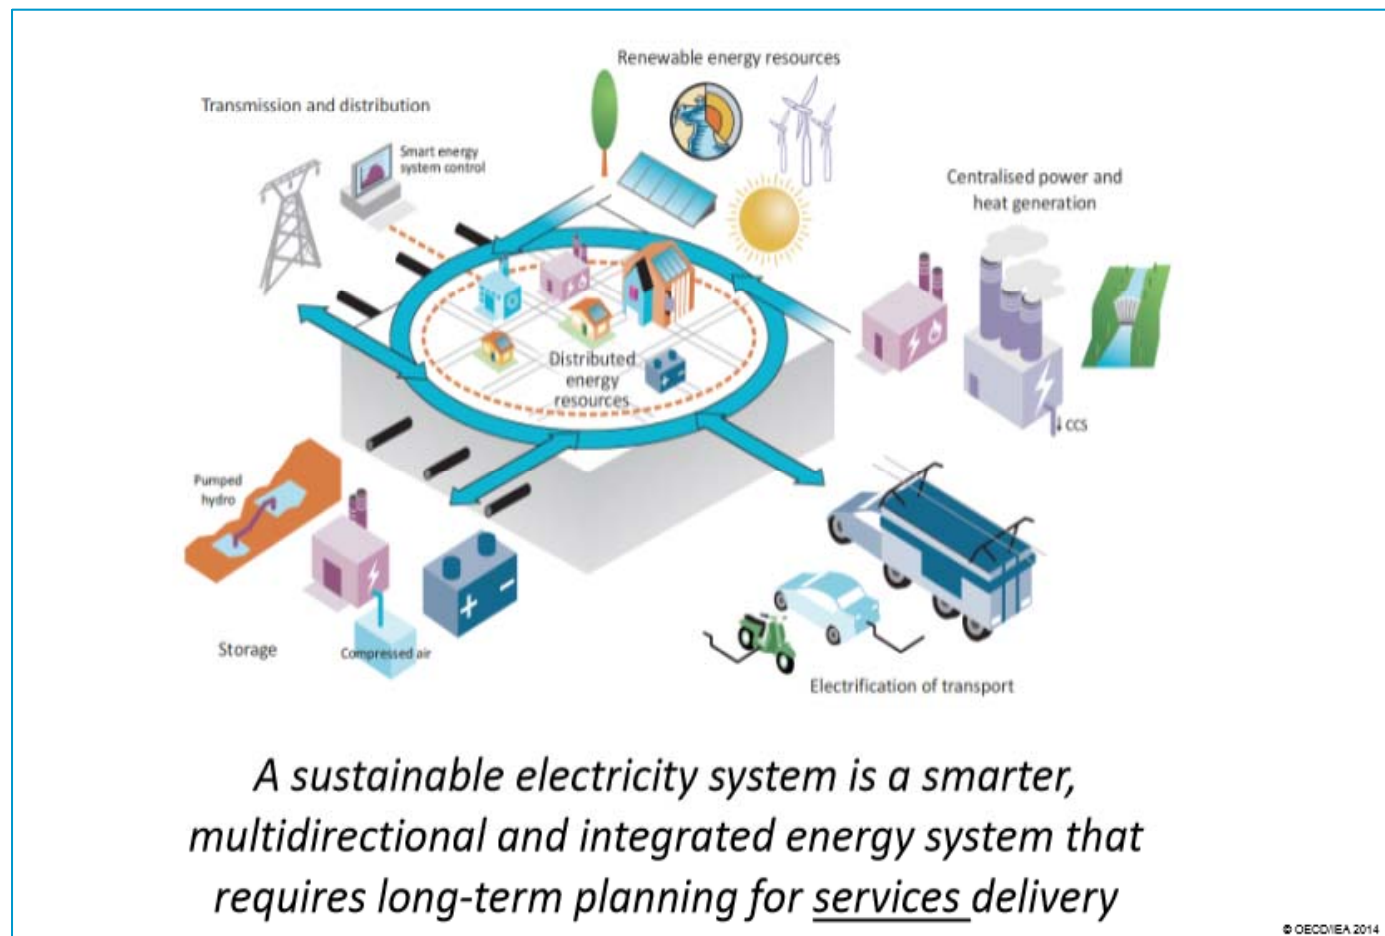 Renewable energy resources
Transmission and distribution
Smart energy
system control
Centralised power and
heat generation
Distributed
energy
resources
CCS
Pumped
hydro
Storage
Compressed air
Electrification of transport
A sustainable electricity system is a smarter,
multidirectional and integrated energy system that
requires long-term planning for services delivery
© OECD/IEA 2014